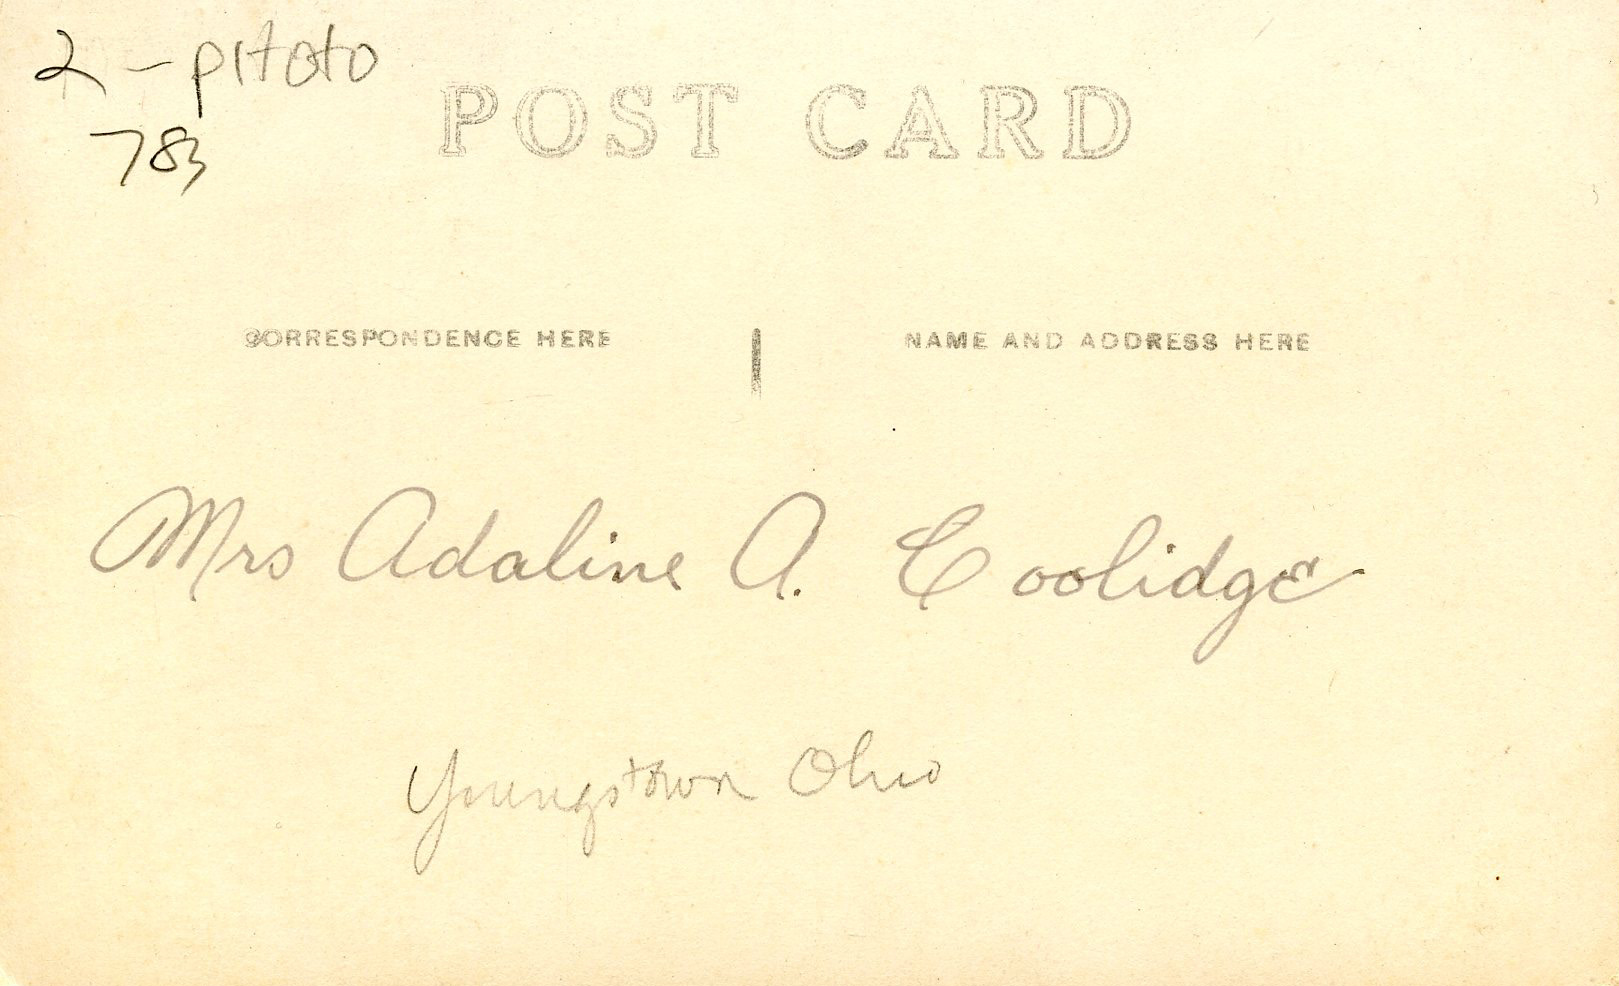 2 - pHoto
783
POST CARD
CORRESPONDENCE HERE
NAME AND ADDRESS HERE
Mrs Adaline A. Coolidge
Youngstown Ohio